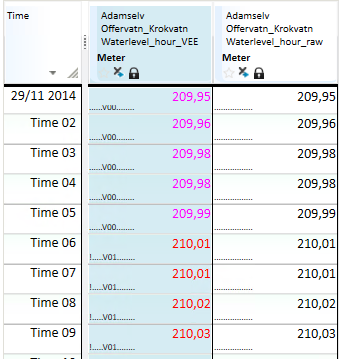 Time
Adamselv
Offervatn_Krokvatn
Waterlevel_hour_VEE
Meter
Adamselv
Offervatn_Krokvatn
Waterlevel_hour_raw
Meter
29/11 2014 209,95 209,95
.....V00........ ................
Time 02 209,96 209,96
.....V00........ ................
Time 03 209,98 209,98
.....V00........ ................
Time 04 209,98 209,98
.....V00........ ................
Time 05 209,99 209,99
.....V00........ ................
Time 06 210,01 210,01
!.....V01........ ................
Time 07 210,01 210,01
!.....V01........ ................
Time 08 210,02 210,02
!.....V01........ ................
Time 09 210,03 210,03
!.....V01........ ................